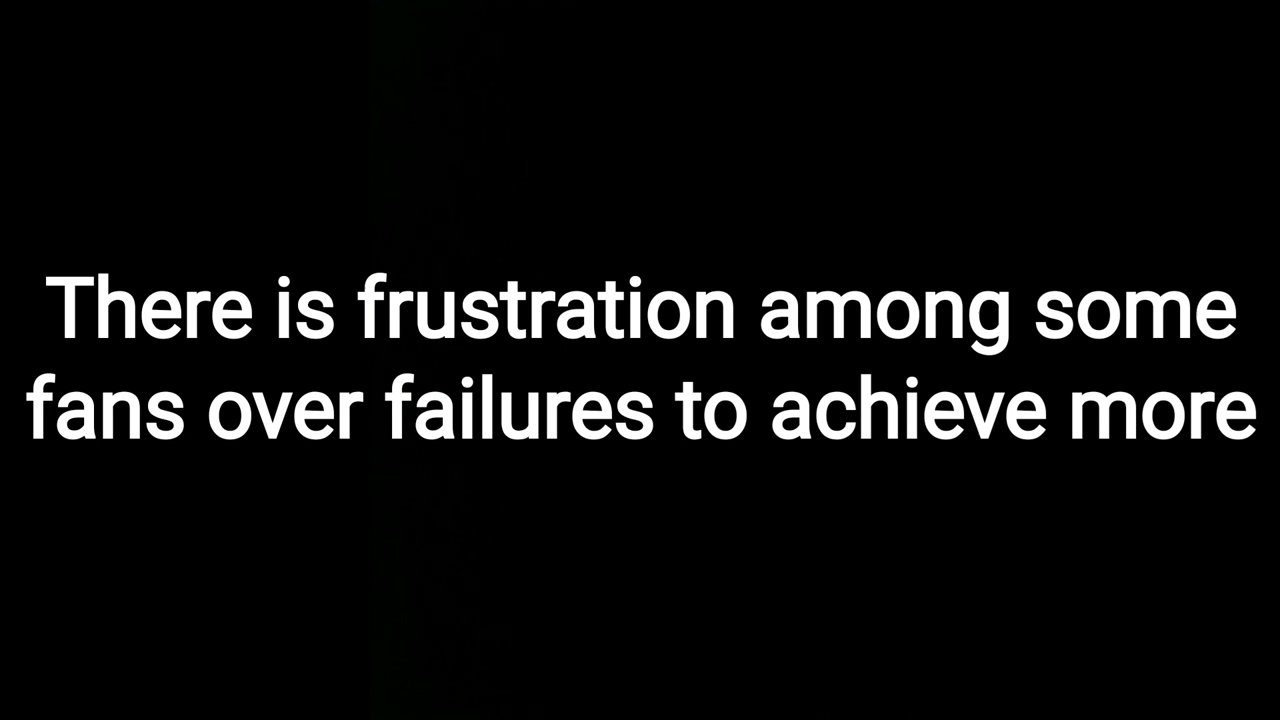 There is frustration among some
fans over failures to achieve more